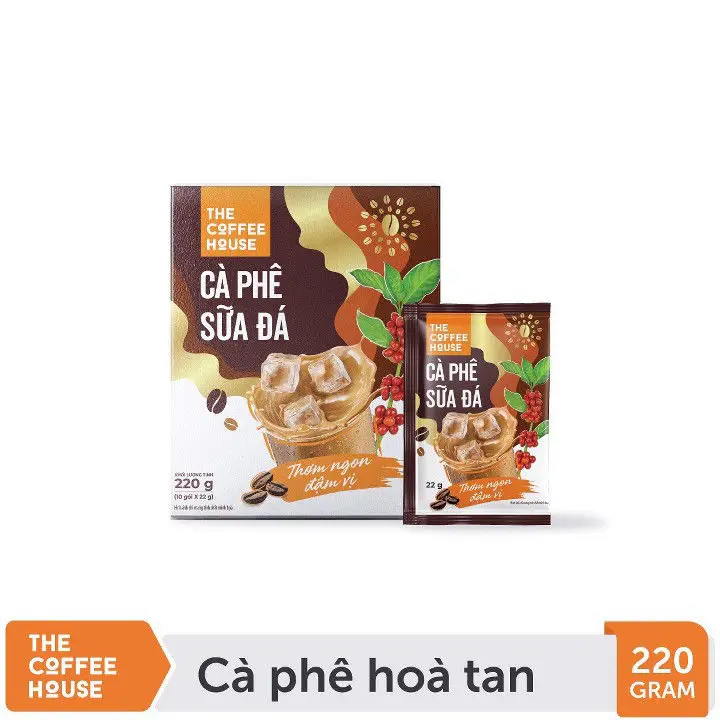 THE
COFFEE
HOUSE
CÀ PHÊ
SỮA ĐÁ
Thơm ngon
đậm vị
KHỐI LƯỢNG TỊNH
220 g
(10 gói X 22 g)
THE
COFFEE
HOUSE
CÀ PHÊ
SỮA ĐÁ
22 g
Thơm ngon
đậm vị
THE
COFFEE
HOUSE
Cà phê hoà tan
220
GRAM